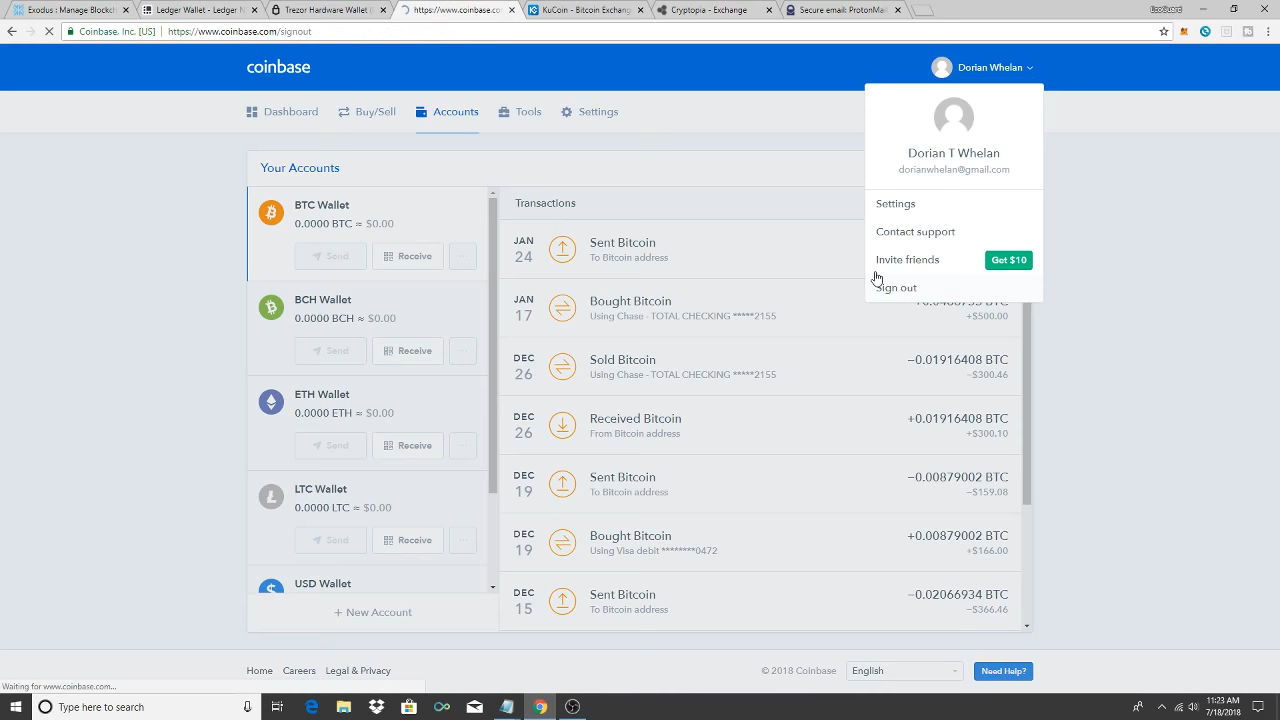 Exodus : Manage Blockch
Ledger Wallet - Ledger N
Trezor Hardware Wallet (
https://www.coinbase.co
KuCoin - Bitcoin Exchang
Cryptopia - Exchange
Secure email: ProtonMai
Coinbase, Inc. [US] | https://www.coinbase.com/signout
coinbase
Dorian Whelan
Dashboard
Buy/Sell
Accounts
Tools
Settings
Dorian T Whelan
dorianwhelan@gmail.com
Settings
Contact support
Invite friends
Get $10
Sign out
Your Accounts
BTC Wallet
0.0000 BTC ≈ $0.00
Send
Receive
...
BCH Wallet
0.0000 BCH ≈ $0.00
Send
Receive
...
ETH Wallet
0.0000 ETH ≈ $0.00
Send
Receive
...
LTC Wallet
0.0000 LTC ≈ $0.00
Send
Receive
...
USD Wallet
+ New Account
Transactions
JAN 24
Sent Bitcoin
To Bitcoin address
JAN 17
Bought Bitcoin
Using Chase - TOTAL CHECKING *****2155
+$500.00
DEC 26
Sold Bitcoin
Using Chase - TOTAL CHECKING *****2155
−0.01916408 BTC
−$300.46
DEC 26
Received Bitcoin
From Bitcoin address
+0.01916408 BTC
+$300.10
DEC 19
Sent Bitcoin
To Bitcoin address
−0.00879002 BTC
−$159.08
DEC 19
Bought Bitcoin
Using Visa debit ********0472
+0.00879002 BTC
+$166.00
DEC 15
Sent Bitcoin
To Bitcoin address
−0.02066934 BTC
−$366.46
Home
Careers
Legal & Privacy
© 2018 Coinbase
English
Need Help?
Waiting for www.coinbase.com...
Type here to search
11:23 AM
7/18/2018